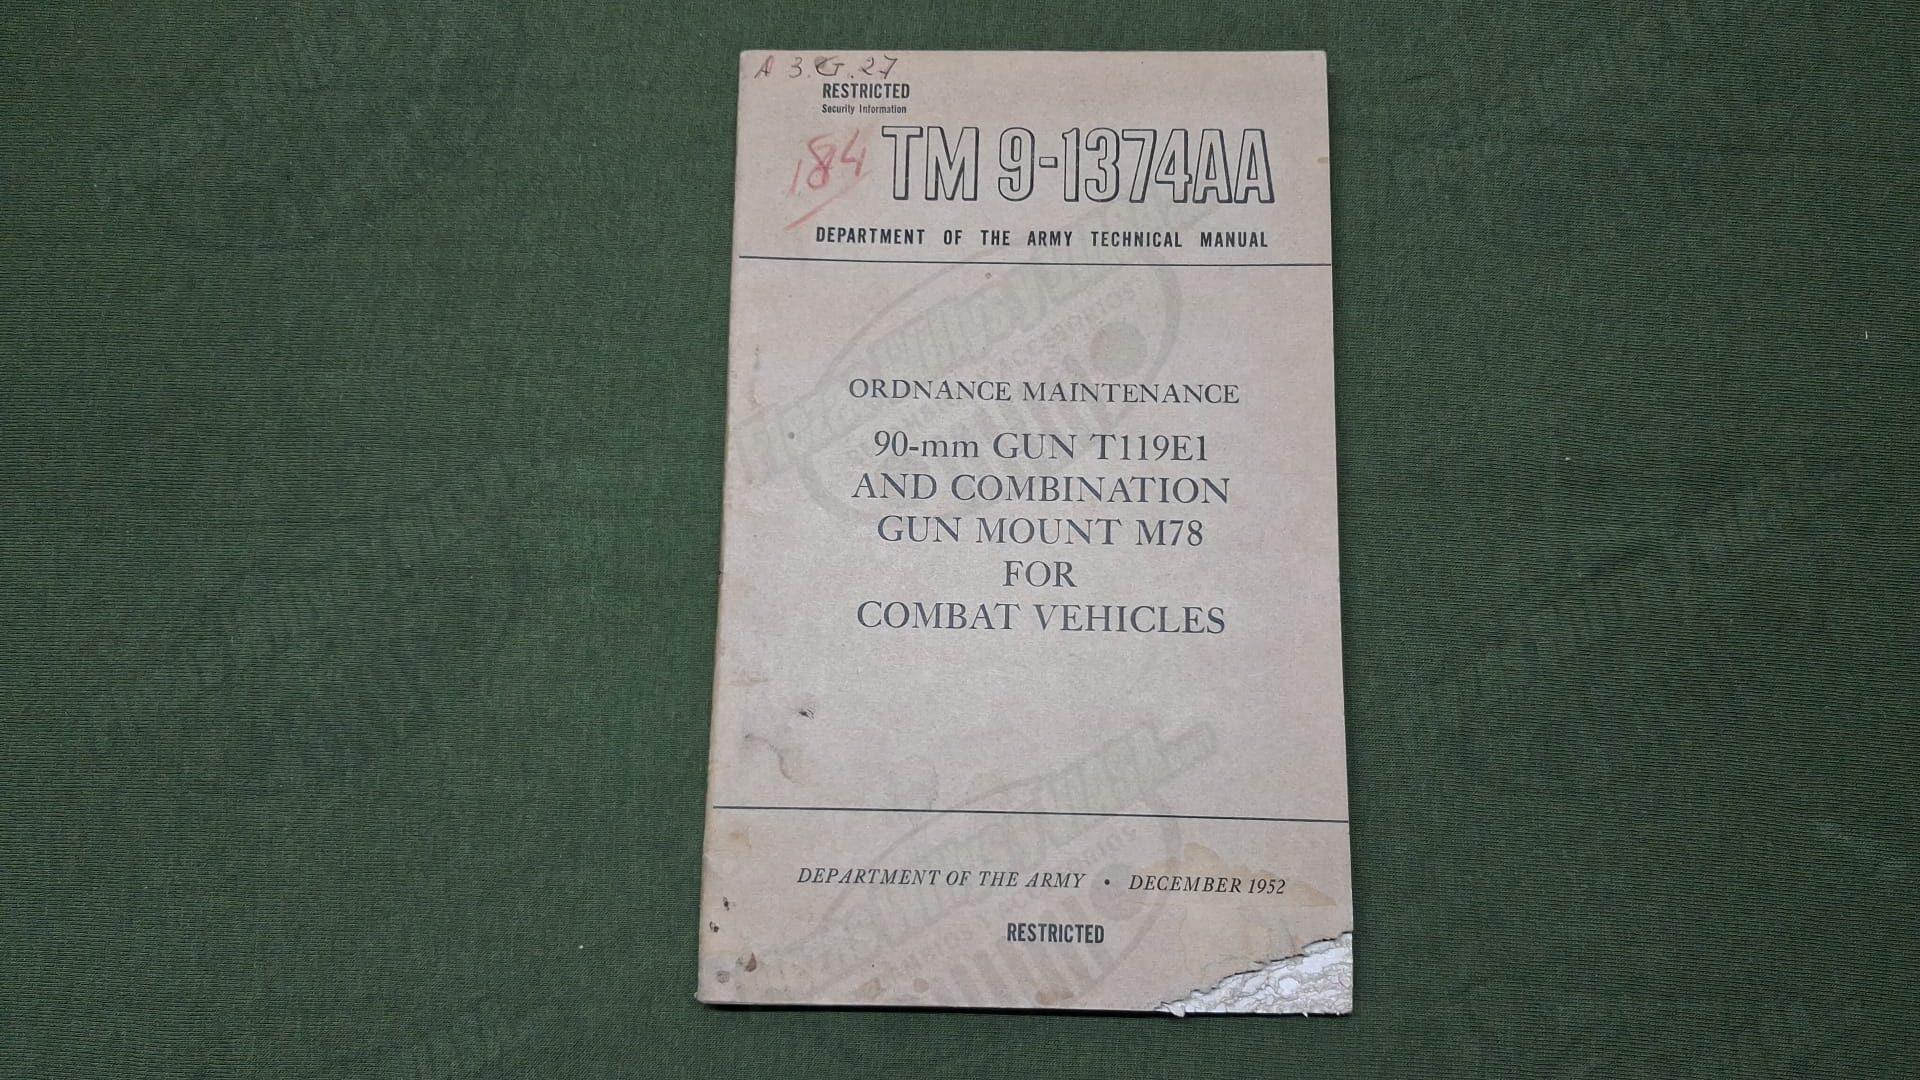 A 3.G.27
RESTRICTED
Security Information
184
TM 9-1374AA
DEPARTMENT OF THE ARMY TECHNICAL MANUAL
ORDNANCE MAINTENANCE
90-mm GUN T119E1
AND COMBINATION
GUN MOUNT M78
FOR
COMBAT VEHICLES
DEPARTMENT OF THE ARMY • DECEMBER 1952
RESTRICTED